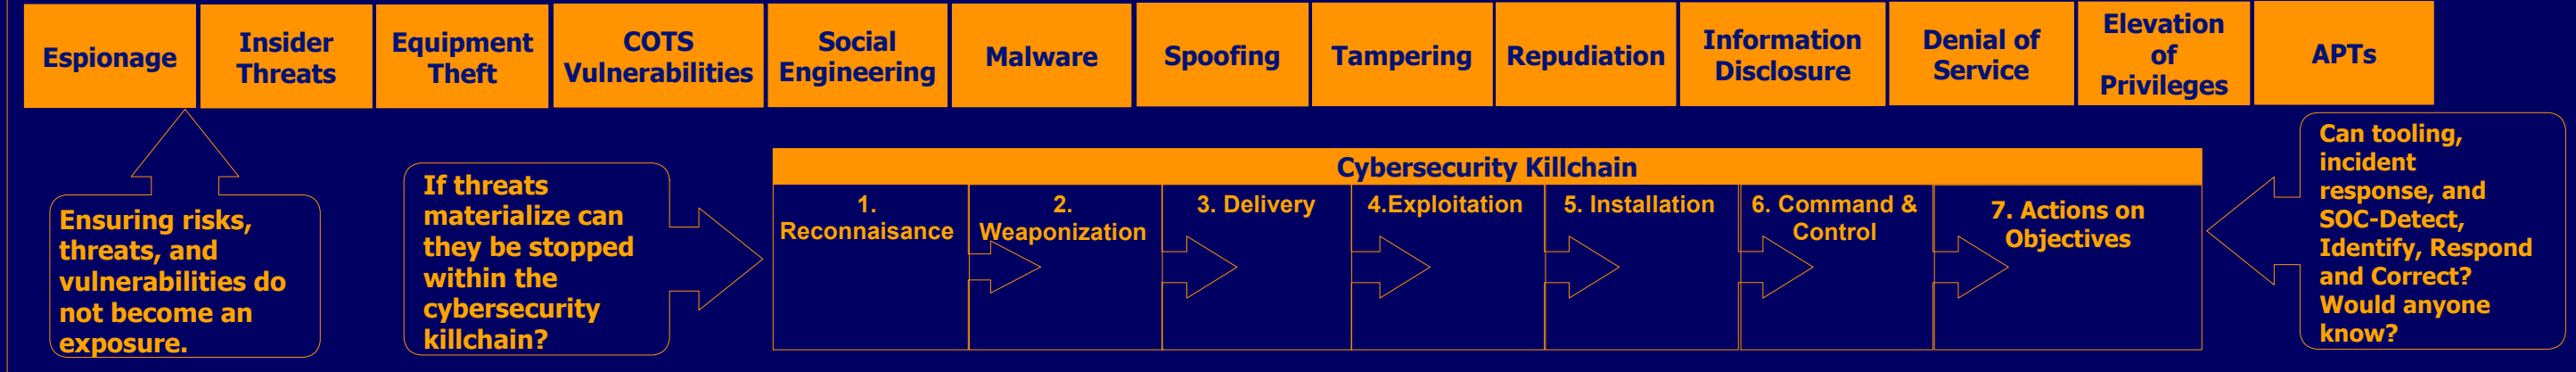 Espionage
Insider
Threats
Equipment
Theft
COTS
Vulnerabilities
Social
Engineering
Malware
Spoofing
Tampering
Repudiation
Information
Disclosure
Denial of
Service
Elevation
of
Privileges
APTs
Ensuring risks,
threats, and
vulnerabilities do
not become an
exposure.
If threats
materialize can
they be stopped
within the
cybersecurity
killchain?
Cybersecurity Killchain
1.
Reconnaisance
2.
Weaponization
3. Delivery
4.Exploitation
5. Installation
6. Command &
Control
7. Actions on
Objectives
Can tooling,
incident
response, and
SOC-Detect,
Identify, Respond
and Correct?
Would anyone
know?